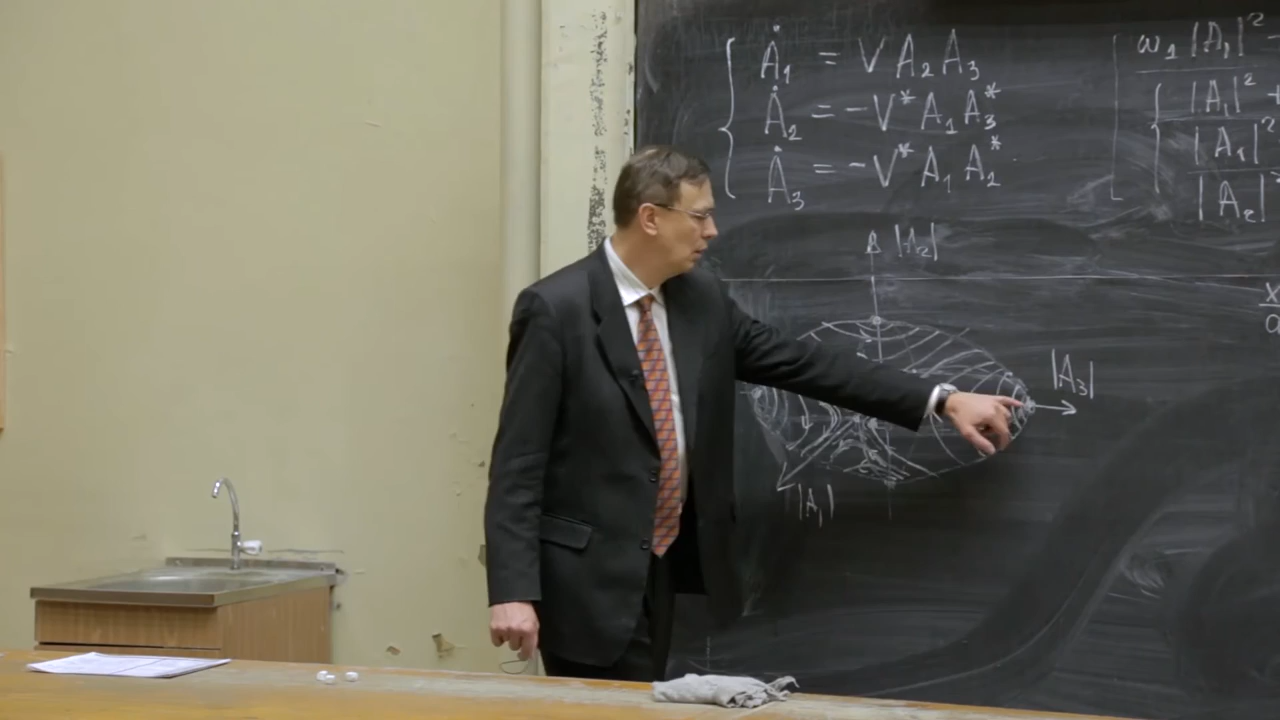 Ȧ₁ = V A₂ A₃
Ȧ₂ = -V* A₁ A₃*
Ȧ₃ = -V* A₁ A₂*
ω₁ |A₁|²
|A₁|² +
|A₁|²
|A₂|
|A₂|
|A₃|
|A₁|